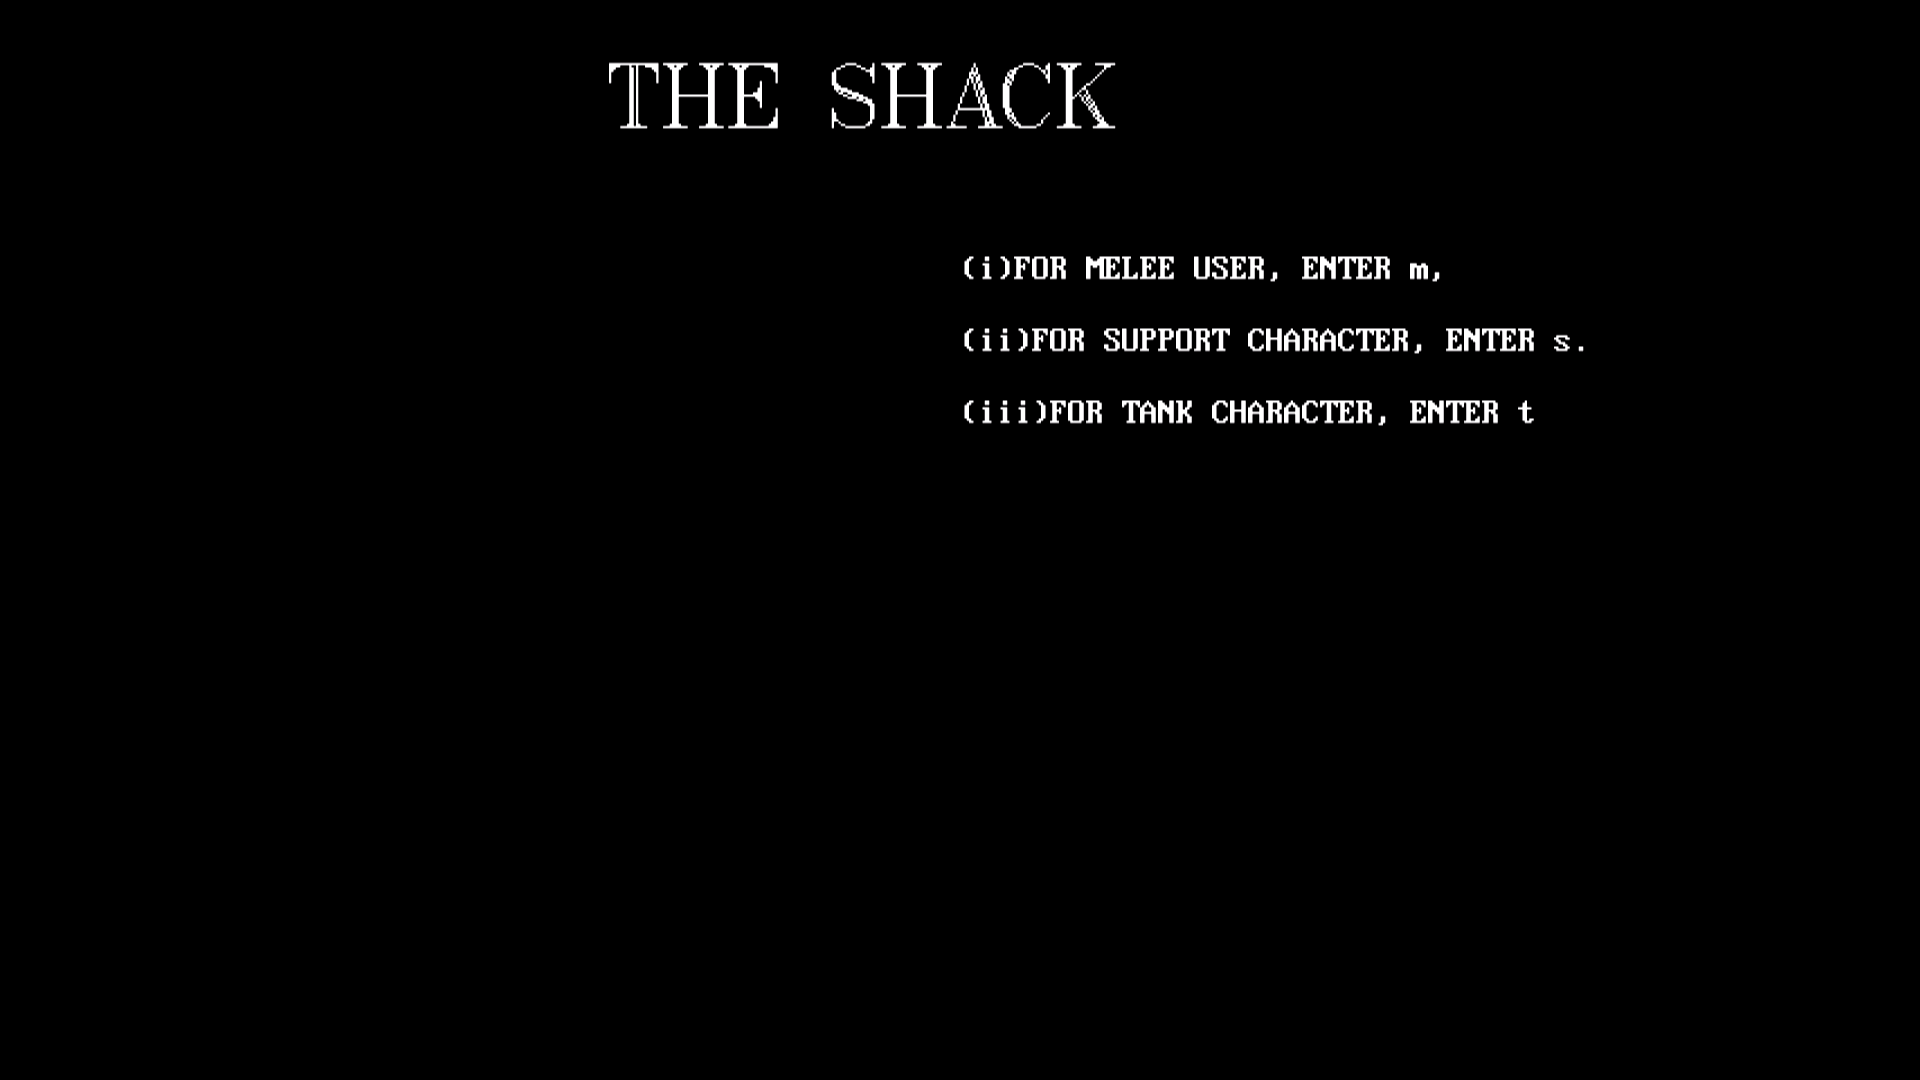 THE SHACK
(i)FOR MELEE USER, ENTER m,
(ii)FOR SUPPORT CHARACTER, ENTER s.
(iii)FOR TANK CHARACTER, ENTER t